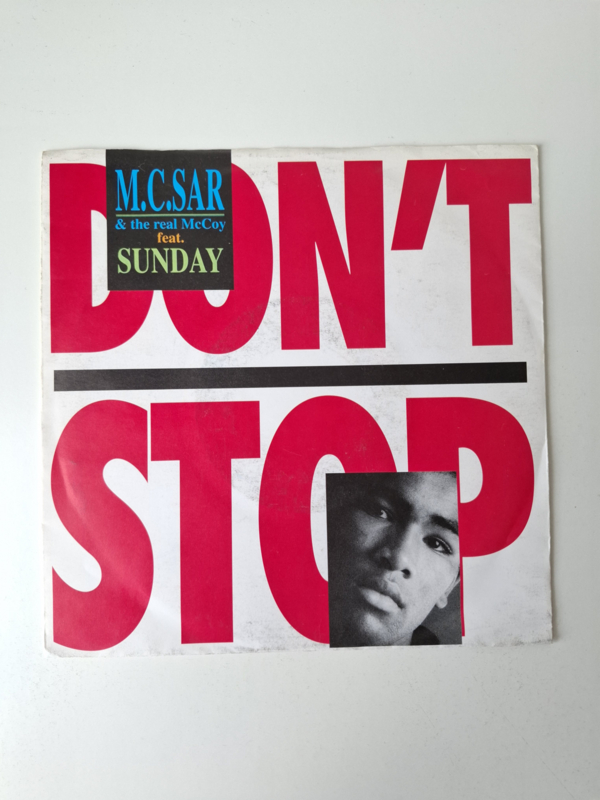 M.C.SAR
& the real McCoy
feat.
SUNDAY
DON'T
STOP